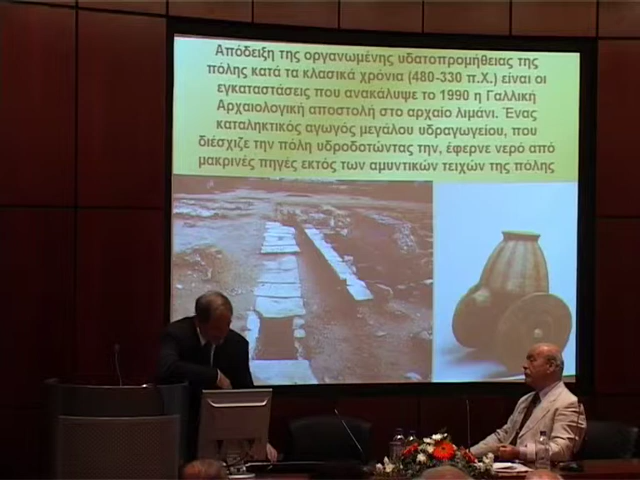 Απόδειξη της οργανωμένης υδατοπρομήθειας της
πόλης κατά τα κλασικά χρόνια (480-330 π.Χ.) είναι οι
εγκαταστάσεις που ανακάλυψε το 1990 η Γαλλική
Αρχαιολογική αποστολή στο αρχαίο λιμάνι. Ένας
καταληκτικός αγωγός μεγάλου υδραγωγείου, που
διέσχιζε την πόλη υδροδοτώντας την, έφερνε νερό από
μακρινές πηγές εκτός των αμυντικών τειχών της πόλης